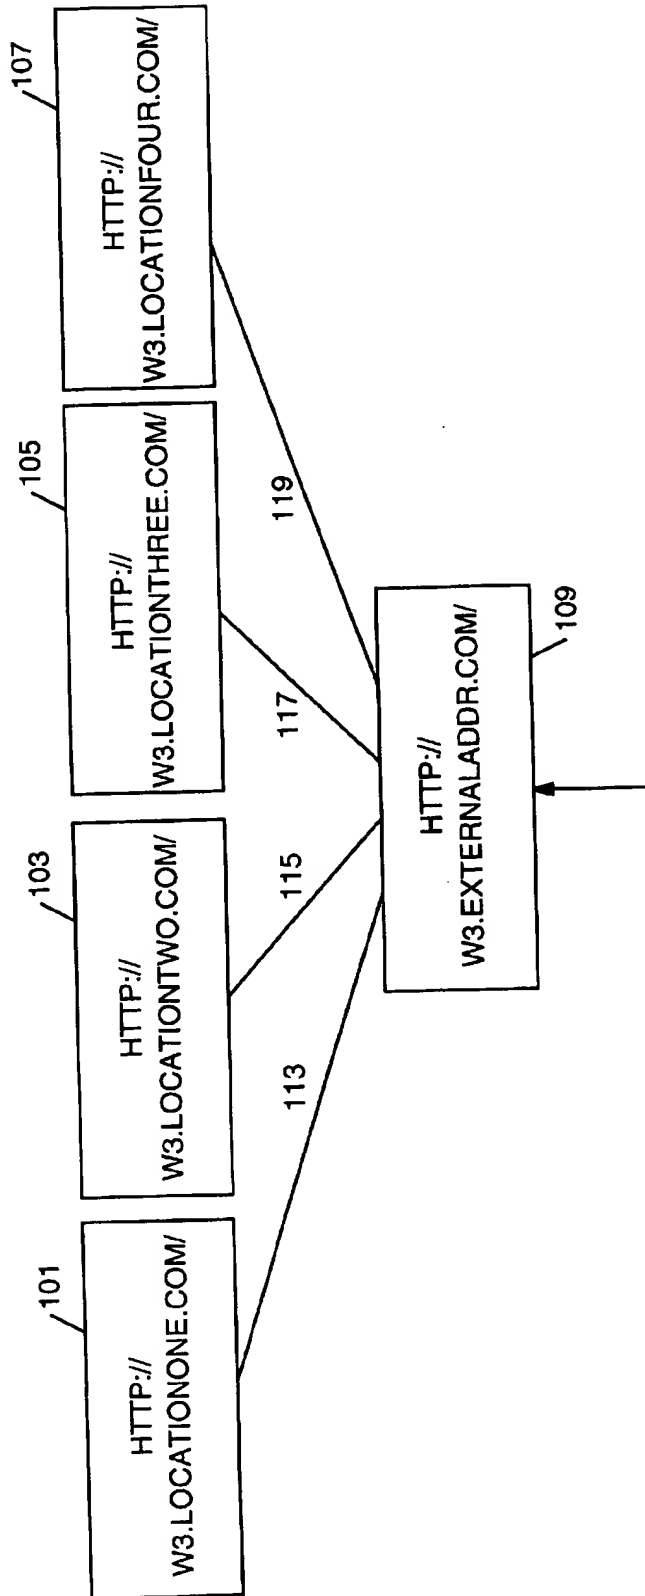 101
HTTP://
W3.LOCATIONONE.COM/
103
HTTP://
W3.LOCATIONTWO.COM/
105
HTTP://
W3.LOCATIONTHREE.COM/
107
HTTP://
W3.LOCATIONFOUR.COM/
113
115
117
119
HTTP://
W3.EXTERNALADDR.COM/
109